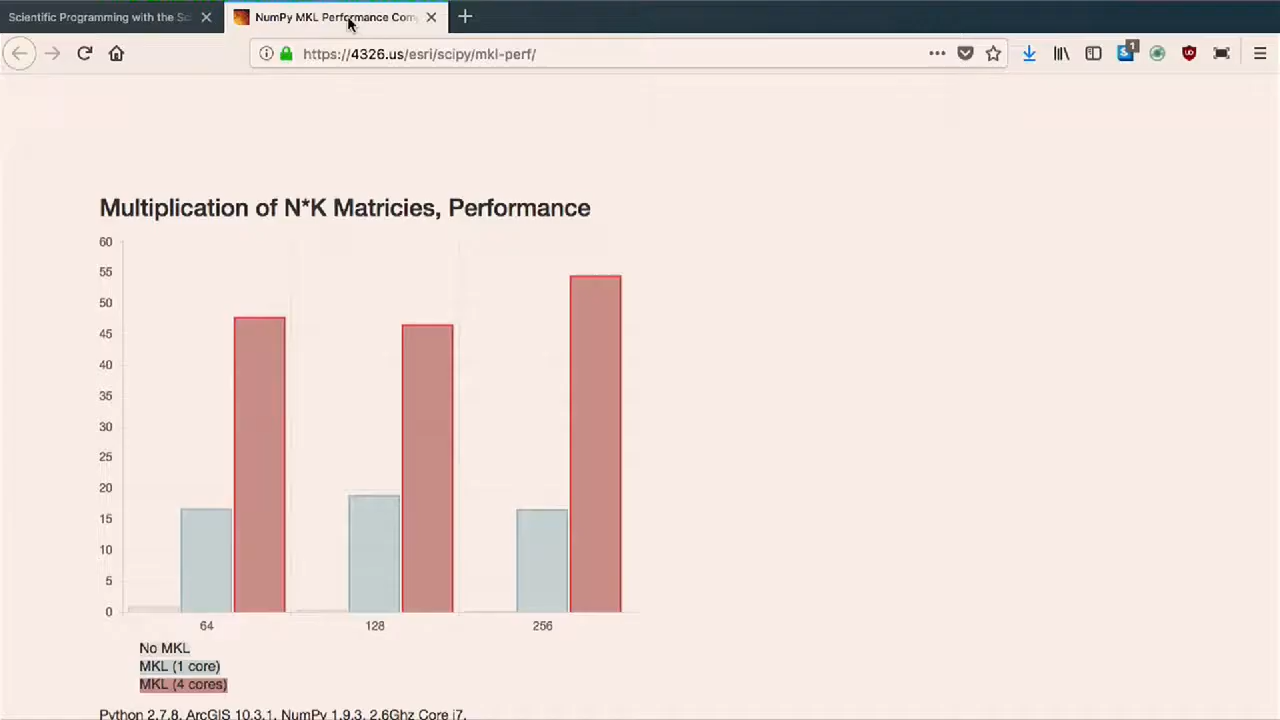 Scientific Programming with the Sc
NumPy MKL Performance Com
https://4326.us/esri/scipy/mkl-perf/
1
Multiplication of N*K Matricies, Performance
60
55
50
45
40
35
30
25
20
15
10
5
0
64 128 256
No MKL
MKL (1 core)
MKL (4 cores)
Python 2.7.8, ArcGIS 10.3.1, NumPy 1.9.3, 2.6Ghz Core i7.